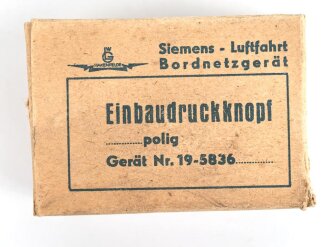 Siemens - Luftfahrt
Bordnetzgerät
Einbaudruckknopf
..........polig
Gerät Nr. 19-5836..........